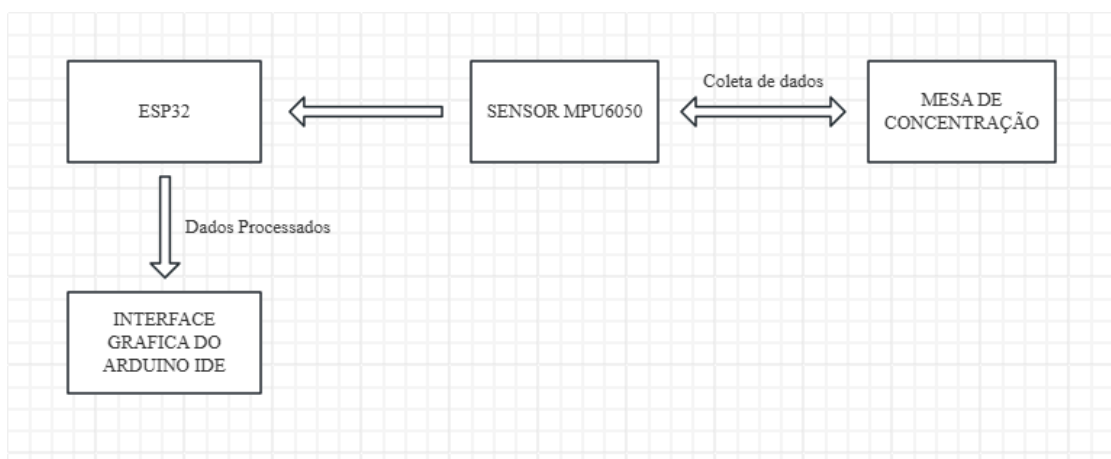 Coleta de dados
ESP32
SENSOR MPU6050
MESA DE
CONCENTRAÇÃO
Dados Processados
INTERFACE
GRAFICA DO
ARDUINO IDE